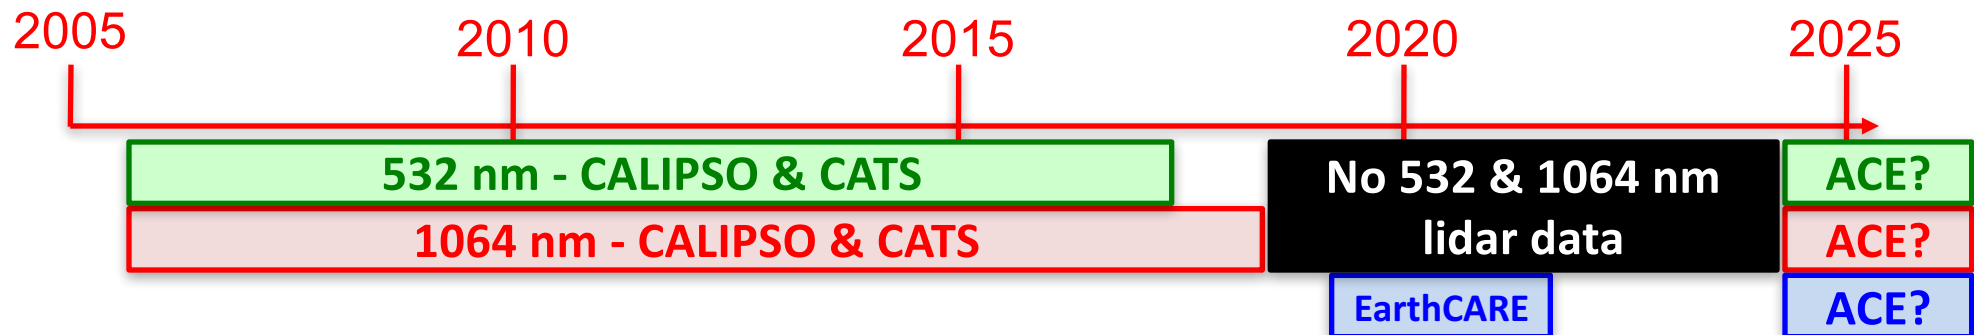 2005
2010
2015
2020
2025
532 nm - CALIPSO & CATS
No 532 & 1064 nm
lidar data
ACE?
1064 nm - CALIPSO & CATS
ACE?
EarthCARE
ACE?